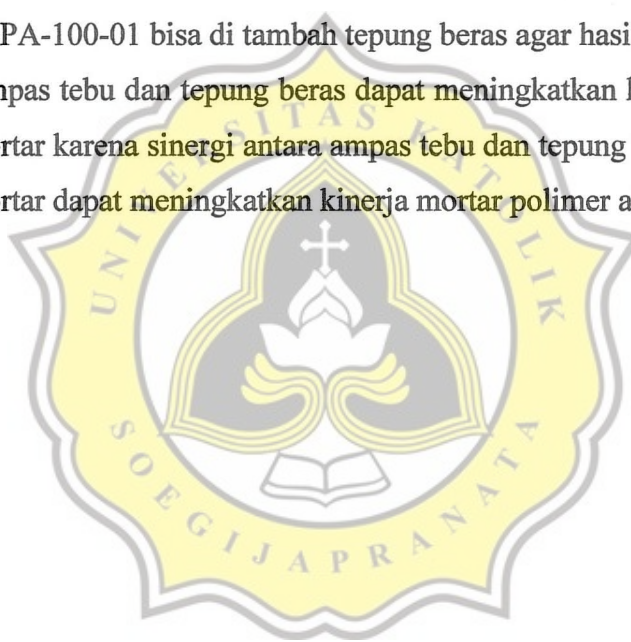 PA-100-01 bisa di tambah tepung beras agar hasi
pas tebu dan tepung beras dapat meningkatkan
rtar karena sinergi antara ampas tebu dan tepung
rtar dapat meningkatkan kinerja mortar polimer a
UNIVERSITAS KATOLIK
SOEGIJAPRANATA